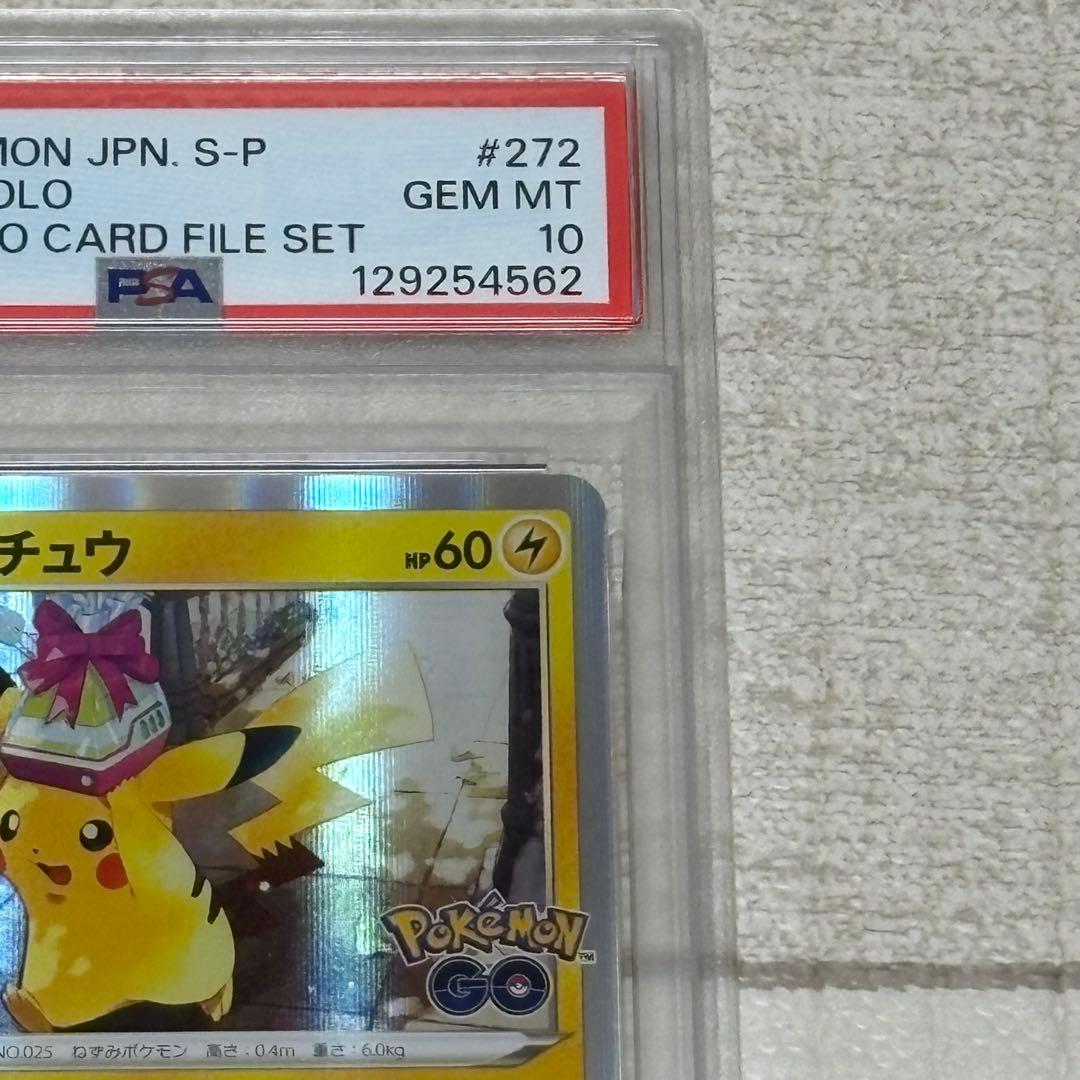 MON JPN. S-P #272
OLO GEM MT
O CARD FILE SET 10
PSA 129254562
チュウ HP60
Pokémon TM
GO
NO.025 ねずみポケモン 高さ:0.4m 重さ:6.0kg